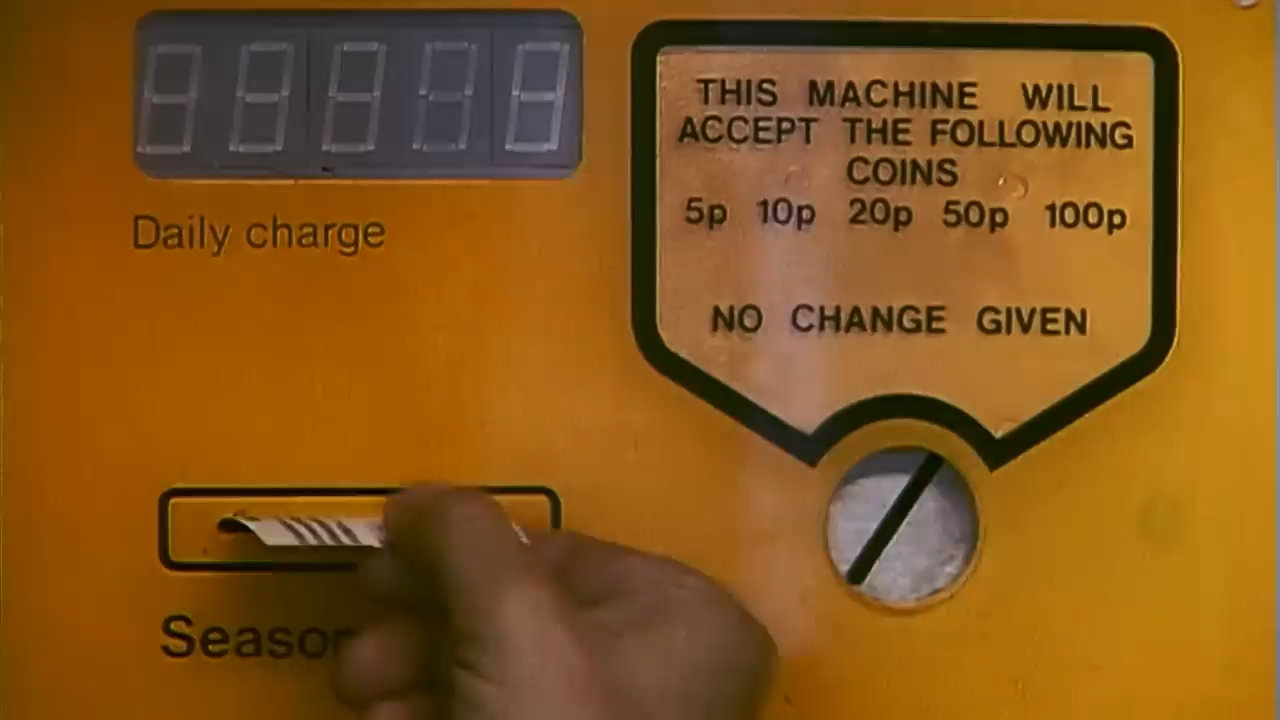 Daily charge
THIS MACHINE WILL
ACCEPT THE FOLLOWING
COINS
5p 10p 20p 50p 100p
NO CHANGE GIVEN